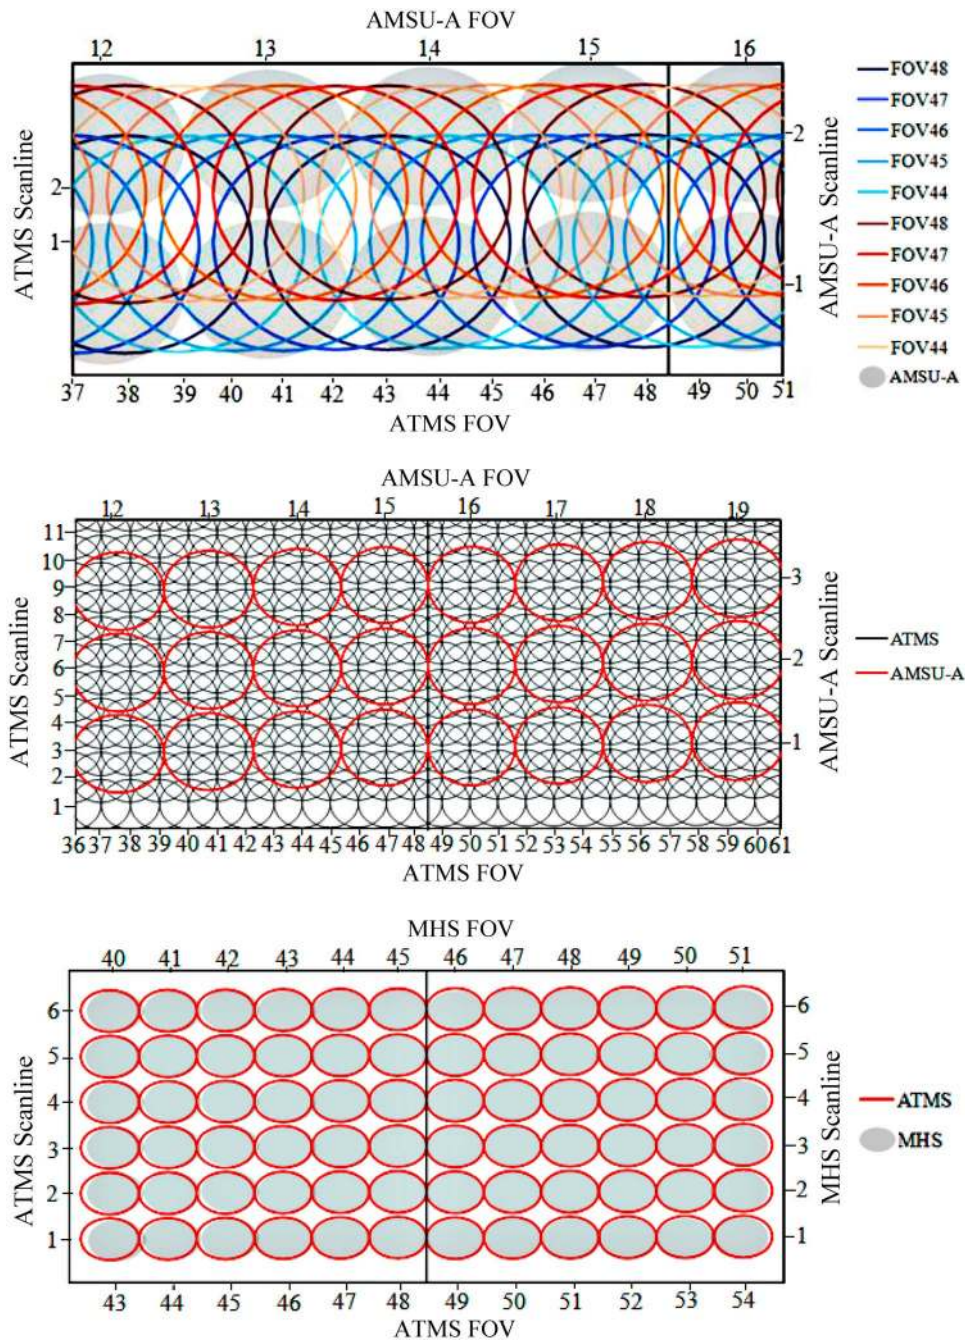 AMSU-A FOV
12 13 14 15 16
ATMS Scanline
2
1
AMSU-A Scanline
2
1
37 38 39 40 41 42 43 44 45 46 47 48 49 50 51
ATMS FOV
FOV48
FOV47
FOV46
FOV45
FOV44
FOV48
FOV47
FOV46
FOV45
FOV44
AMSU-A
AMSU-A FOV
12 13 14 15 16 17 18 19
ATMS Scanline
11
10
9
8
7
6
5
4
3
2
1
AMSU-A Scanline
3
2
1
36 37 38 39 40 41 42 43 44 45 46 47 48 49 50 51 52 53 54 55 56 57 58 59 60 61
ATMS FOV
ATMS
AMSU-A
MHS FOV
40 41 42 43 44 45 46 47 48 49 50 51
ATMS Scanline
6
5
4
3
2
1
MHS Scanline
6
5
4
3
2
1
43 44 45 46 47 48 49 50 51 52 53 54
ATMS FOV
ATMS
MHS